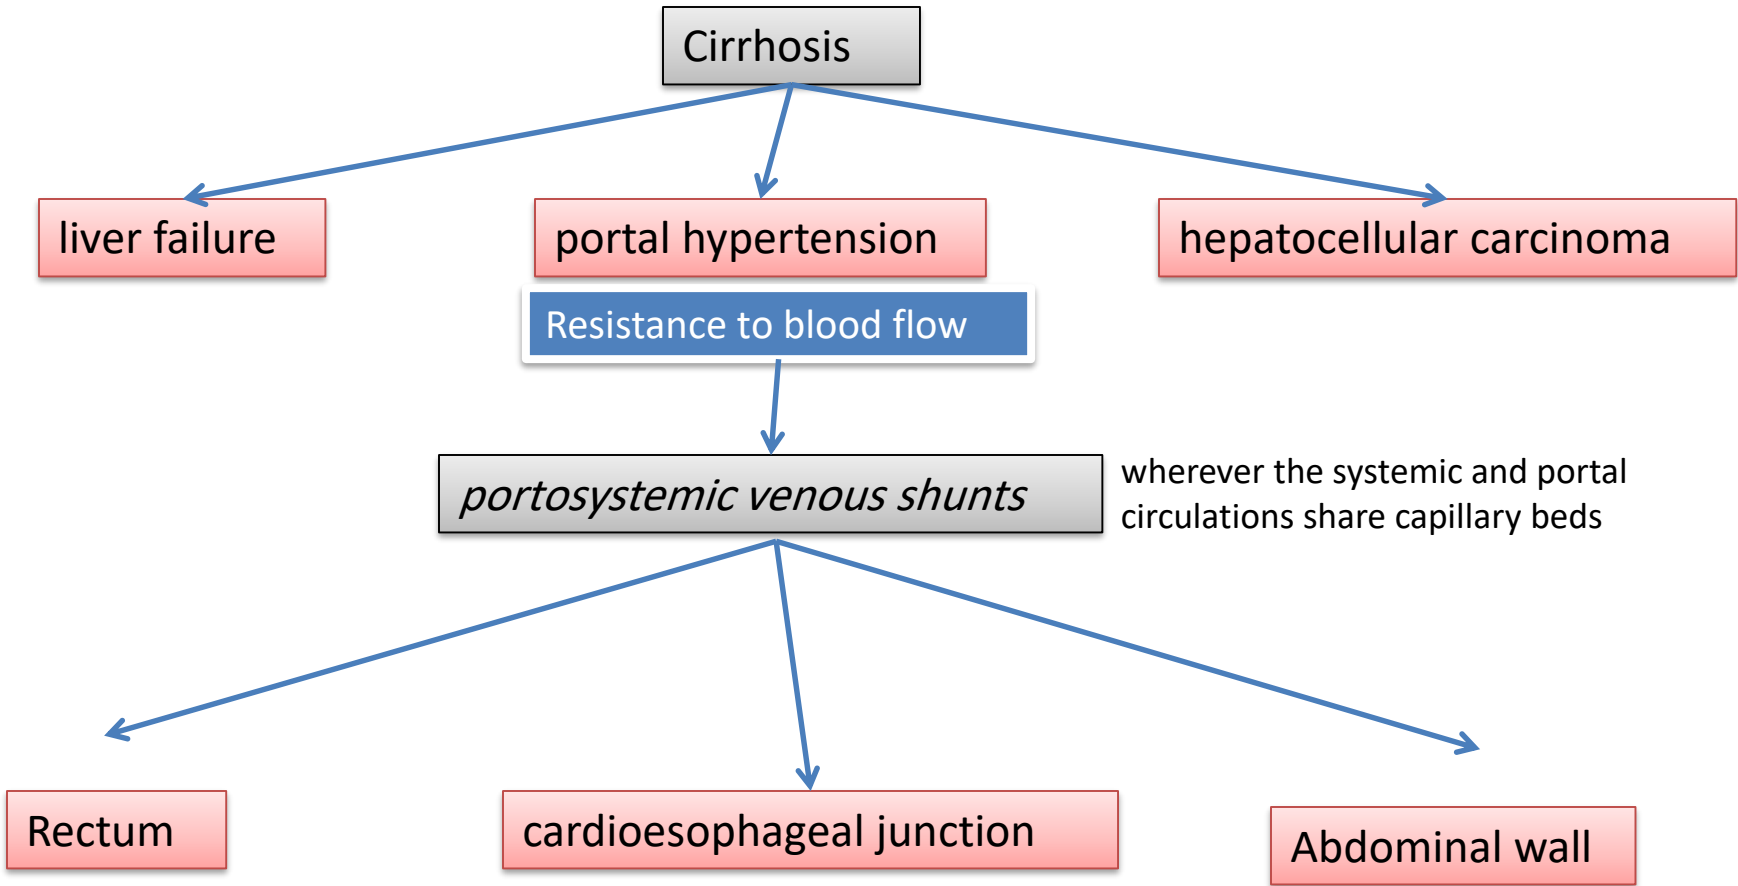 Cirrhosis
liver failure
portal hypertension
hepatocellular carcinoma
Resistance to blood flow
portosystemic venous shunts
wherever the systemic and portal
circulations share capillary beds
Rectum
cardioesophageal junction
Abdominal wall